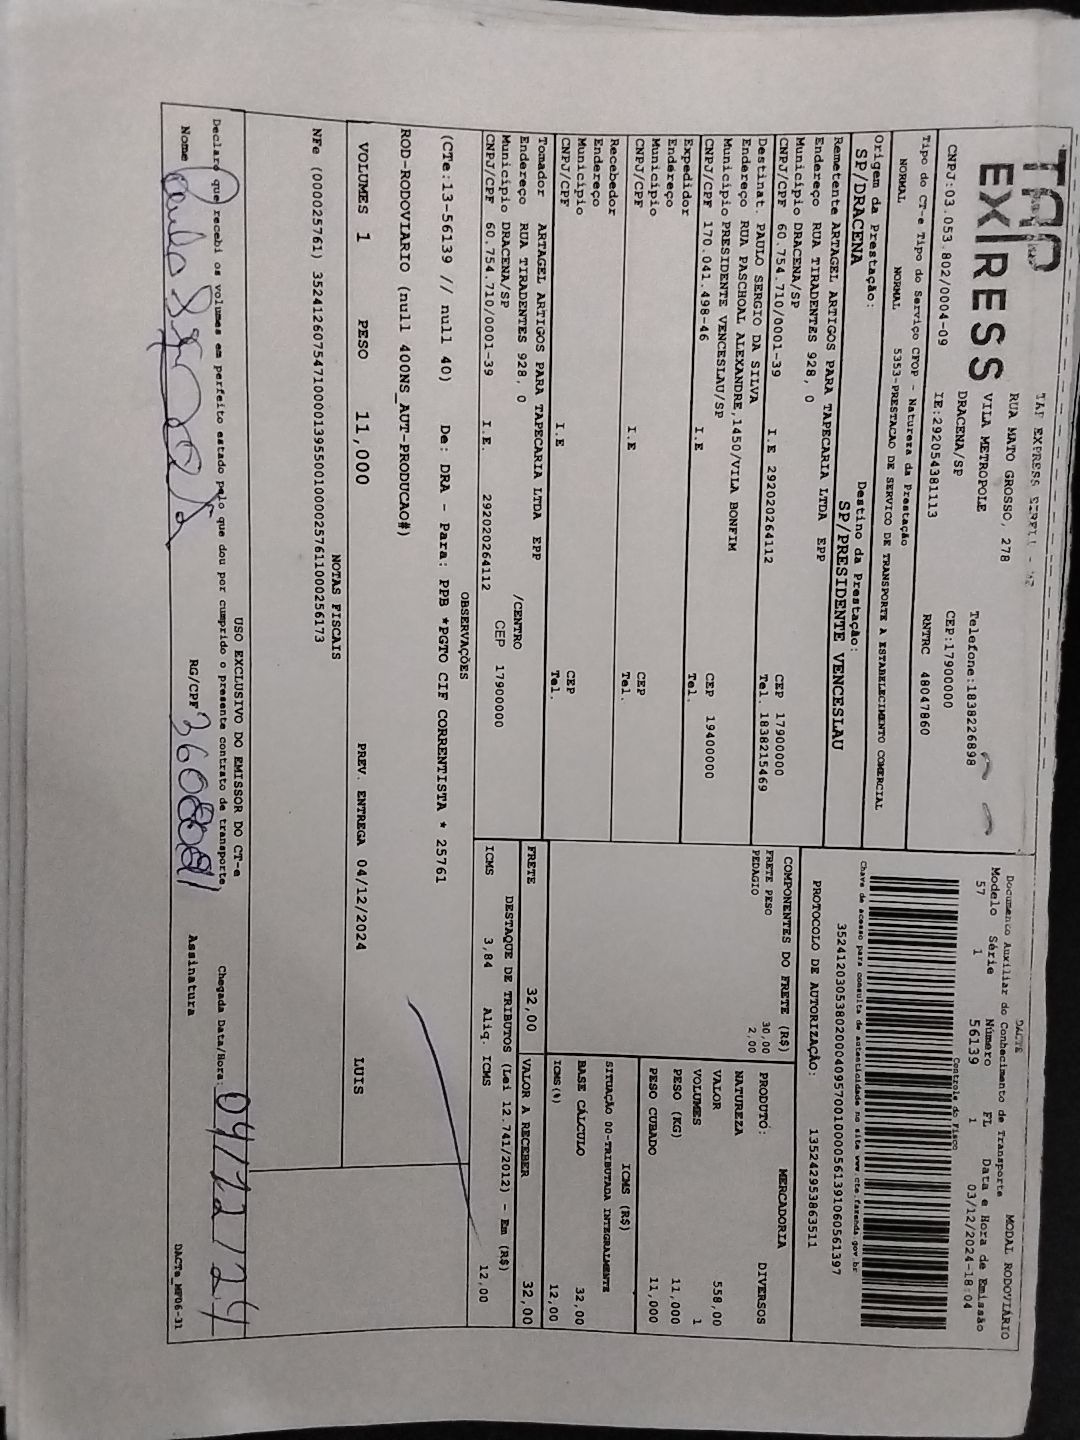 TAP EXPRESS
RUA MATO GROSSO, 278
VILA METROPOLE
DRACENA/SP
Telefone:1838226898
CEP:17900000
CNPJ:03.053.802/0004-09 IE:292054381113 RNTRC 48047860
Tipo do CT-e Tipo do Serviço CFOP - Natureza da Prestação
NORMAL NORMAL 5353-PRESTACAO DE SERVICO DE TRANSPORTE A ESTABELECIMENTO COMERCIAL
Origem da Prestação: Destino da Prestação:
SP/DRACENA SP/PRESIDENTE VENCESLAU
Remetente ARTAGEL ARTIGOS PARA TAPECARIA LTDA EPP
Endereço RUA TIRADENTES 928, 0
Município DRACENA/SP CEP 17900000
CNPJ/CPF 60.754.710/0001-39 I.E 292020264112 Tel. 1838215469
Destinat. PAULO SERGIO DA SILVA
Endereço RUA PASCHOAL ALEXANDRE,1450/VILA BONFIM
Município PRESIDENTE VENCESLAU/SP CEP 19400000
CNPJ/CPF 170.041.498-46 I.E Tel.
Expedidor
Endereço
Município CEP
CNPJ/CPF I.E Tel.
Recebedor
Endereço
Município CEP
CNPJ/CPF I.E Tel.
Tomador ARTAGEL ARTIGOS PARA TAPECARIA LTDA EPP
Endereço RUA TIRADENTES 928, 0 /CENTRO
Município DRACENA/SP CEP 17900000
CNPJ/CPF 60.754.710/0001-39 I.E. 292020264112
DACTE MODAL RODOVIÁRIO
Documento Auxiliar do Conhecimento de Transporte
Modelo Série Número FL Data e Hora de Emissão
57 1 56139 1 03/12/2024-18:04
Controle do Fisco
Chave de acesso para consulta de autenticidade no site www.cte.fazenda.gov.br
35241203053802000409570010000561391060561397
PROTOCOLO DE AUTORIZAÇÃO: 135242953863511
COMPONENTES DO FRETE (R$)
FRETE PESO 30,00
PEDAGIO 2,00
MERCADORIA
PRODUTO: DIVERSOS
NATUREZA
VALOR 558,00
VOLUMES 1
PESO (KG) 11,000
PESO CUBADO 11,000
ICMS (R$)
SITUAÇÃO 00-TRIBUTADA INTEGRALMENTE
BASE CÁLCULO 32,00
ICMS(%) 12,00
FRETE 32,00 VALOR A RECEBER 32,00
DESTAQUE DE TRIBUTOS (Lei 12.741/2012) - Em (R$)
ICMS 3,84 Aliq. ICMS 12,00
OBSERVAÇÕES
(CTe:13-56139 // null 40) De: DRA - Para: PPB *PGTO CIF CORRENTISTA * 25761
ROD-RODOVIARIO (null 400NS_AUT-PRODUCAO#)
VOLUMES 1 PESO 11,000 PREV. ENTREGA 04/12/2024 LUIS
NOTAS FISCAIS
NFe (000025761) 35241260754710000139550010000257611000256173
USO EXCLUSIVO DO EMISSOR DO CT-e
Declaro que recebi os volumes em perfeito estado pelo que dou por cumprido o presente contrato de transporte Chegada Data/Hora: 04/12/24
Nome Paulo RG/CPF Assinatura DACTe_MP06-31